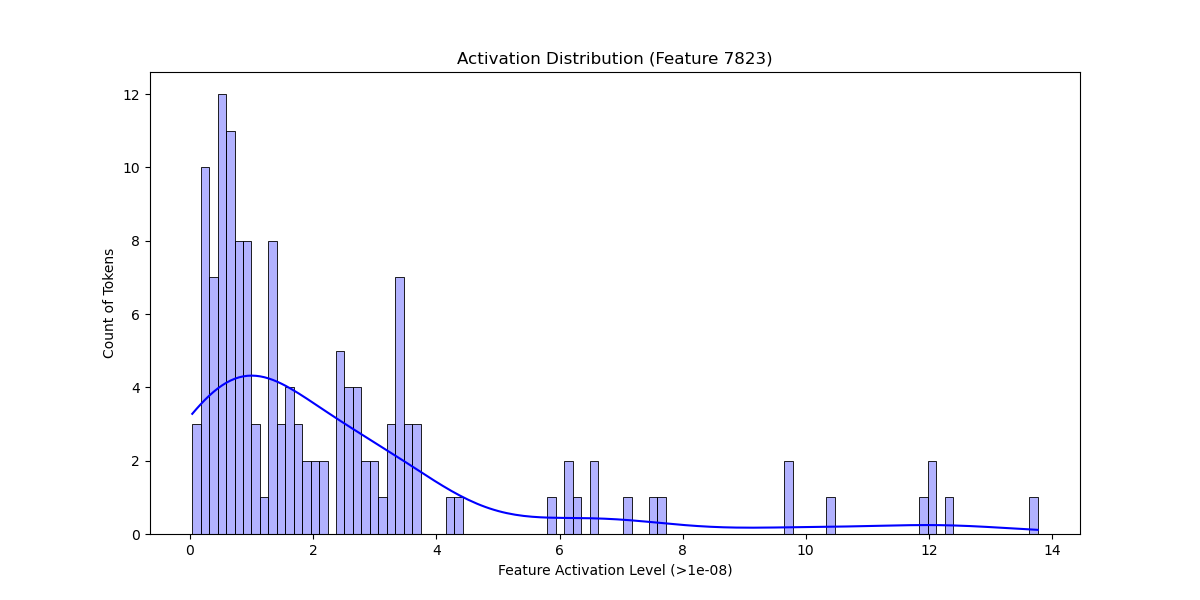 Activation Distribution (Feature 7823)
12
10
8
6
4
2
0
Count of Tokens
0 2 4 6 8 10 12 14
Feature Activation Level (>1e-08)